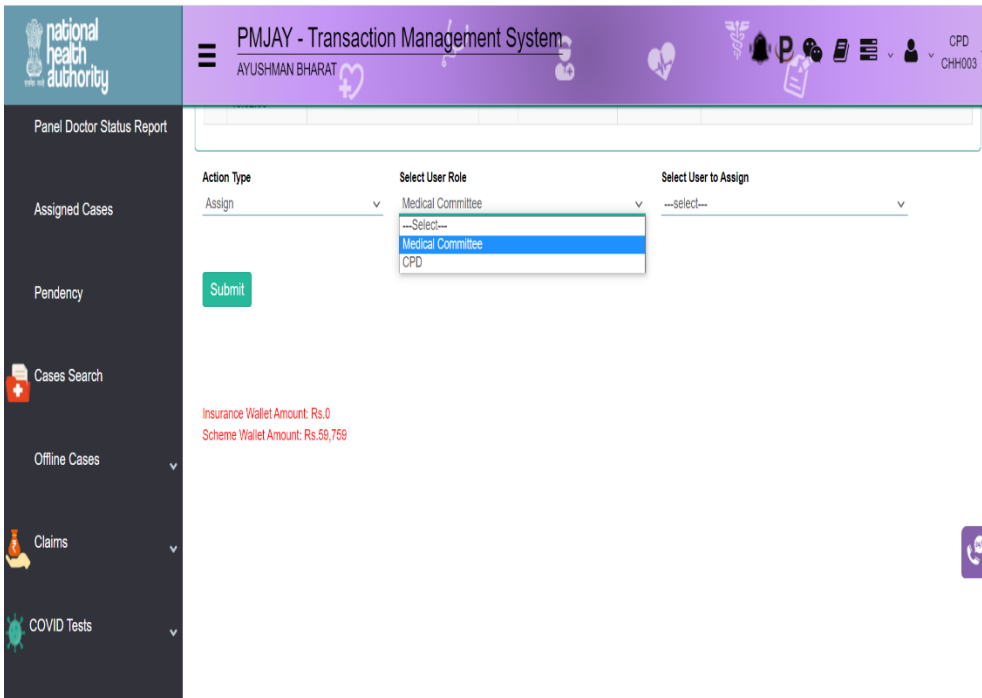 national
health
authority
PMJAY - Transaction Management System
AYUSHMAN BHARAT
P
CPD
CHH003
Panel Doctor Status Report
Assigned Cases
Pendency
Cases Search
Offline Cases
Claims
COVID Tests
Action Type
Select User Role
Select User to Assign
Assign
Medical Committee
---select---
---Select---
Medical Committee
CPD
Submit
Insurance Wallet Amount: Rs.0
Scheme Wallet Amount: Rs.59,759